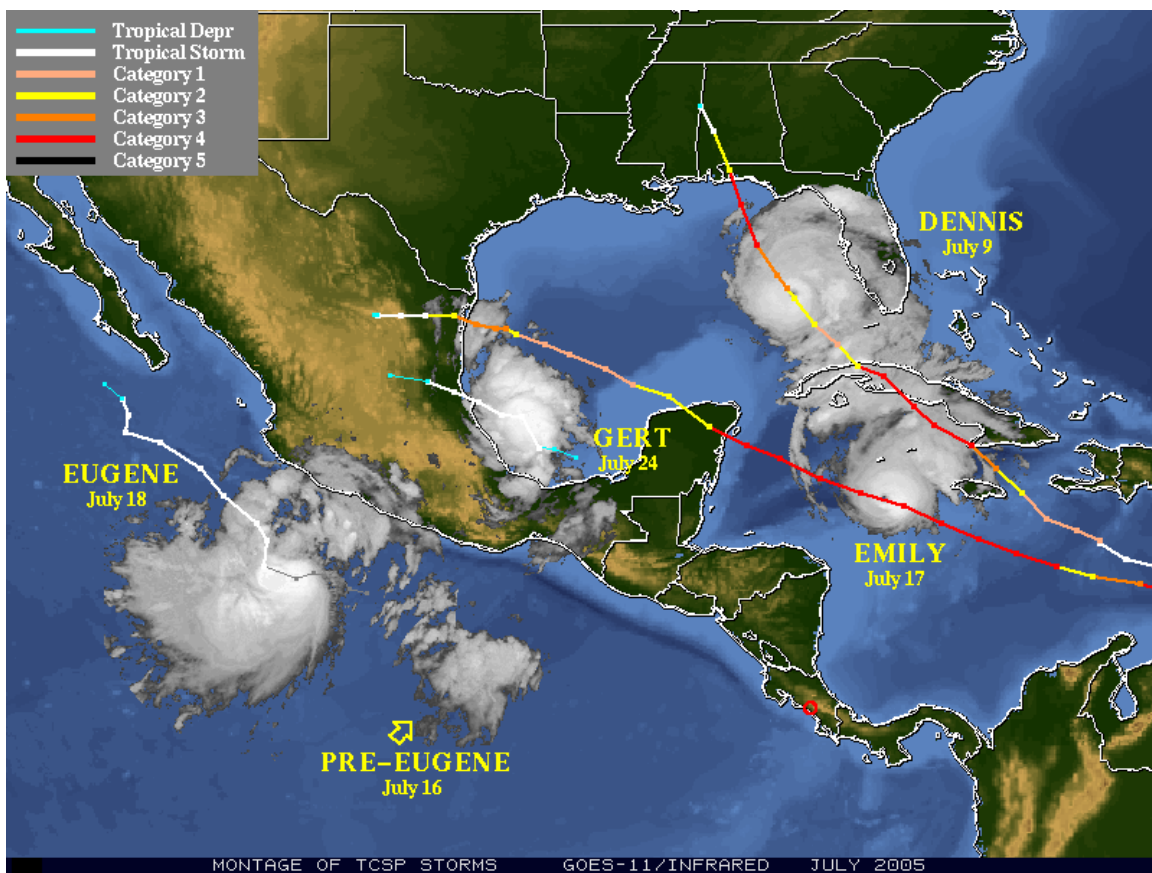 Tropical Depr
Tropical Storm
Category 1
Category 2
Category 3
Category 4
Category 5
DENNIS
July 9
GERT
July 24
EUGENE
July 18
EMILY
July 17
PRE-EUGENE
July 16
MONTAGE OF TCSP STORMS GOES-11/INFRARED JULY 2005